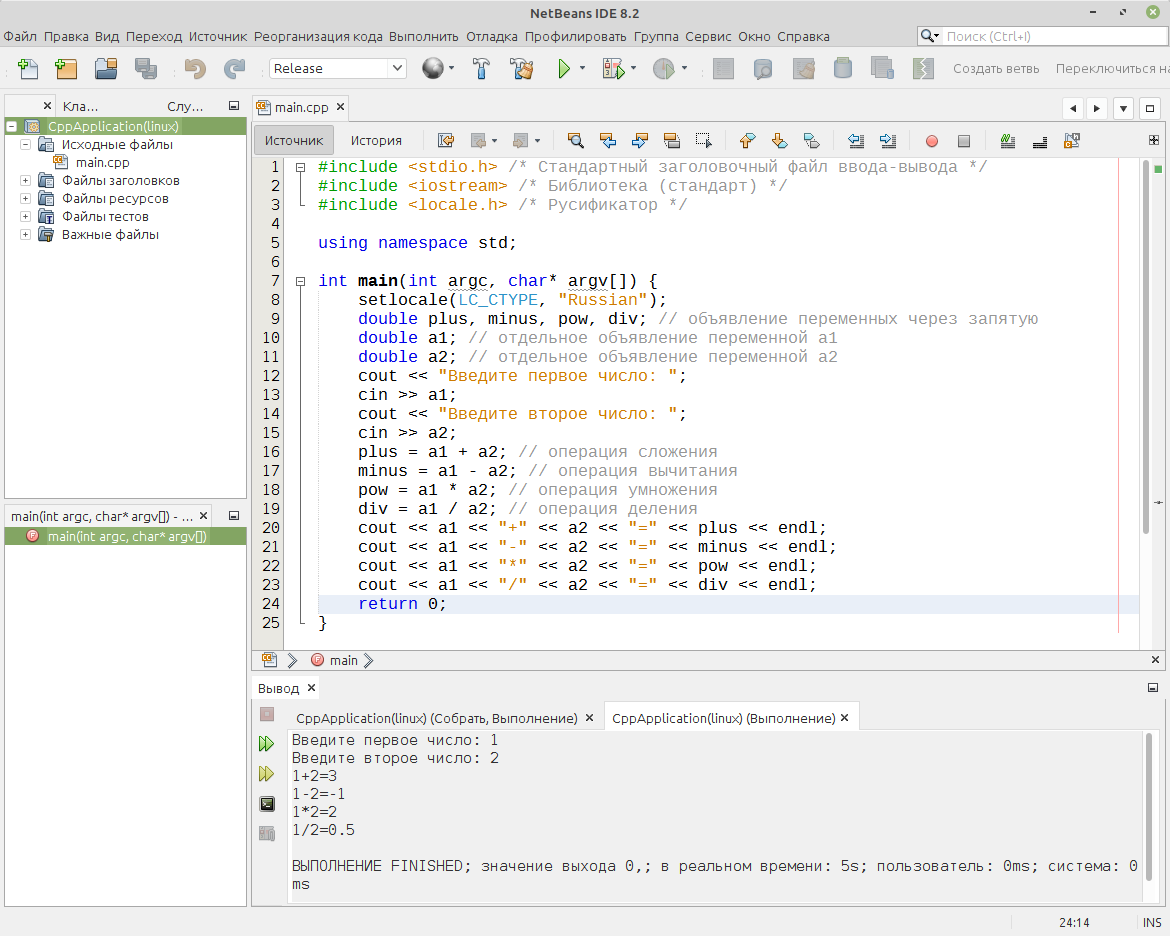 NetBeans IDE 8.2
Файл Правка Вид Переход Источник Реорганизация кода Выполнить Отладка Профилировать Группа Сервис Окно Справка
Поиск (Ctrl+I)
Release
Создать ветвь Переключиться на
Кла... Слу...
main.cpp
CppApplication(linux)
Исходные файлы
main.cpp
Файлы заголовков
Файлы ресурсов
Файлы тестов
Важные файлы
main(int argc, char* argv[]) - ...
main(int argc, char* argv[])
Источник История
1 #include <stdio.h> /* Стандартный заголовочный файл ввода-вывода */
2 #include <iostream> /* Библиотека (стандарт) */
3 #include <locale.h> /* Русификатор */
4
5 using namespace std;
6
7 int main(int argc, char* argv[]) {
8 setlocale(LC_CTYPE, "Russian");
9 double plus, minus, pow, div; // объявление переменных через запятую
10 double a1; // отдельное объявление переменной a1
11 double a2; // отдельное объявление переменной a2
12 cout << "Введите первое число: ";
13 cin >> a1;
14 cout << "Введите второе число: ";
15 cin >> a2;
16 plus = a1 + a2; // операция сложения
17 minus = a1 - a2; // операция вычитания
18 pow = a1 * a2; // операция умножения
19 div = a1 / a2; // операция деления
20 cout << a1 << "+" << a2 << "=" << plus << endl;
21 cout << a1 << "-" << a2 << "=" << minus << endl;
22 cout << a1 << "*" << a2 << "=" << pow << endl;
23 cout << a1 << "/" << a2 << "=" << div << endl;
24 return 0;
25 }
main
Вывод
CppApplication(linux) (Собрать, Выполнение) CppApplication(linux) (Выполнение)
Введите первое число: 1
Введите второе число: 2
1+2=3
1-2=-1
1*2=2
1/2=0.5
ВЫПОЛНЕНИЕ FINISHED; значение выхода 0,; в реальном времени: 5s; пользователь: 0ms; система: 0
ms
24:14 INS